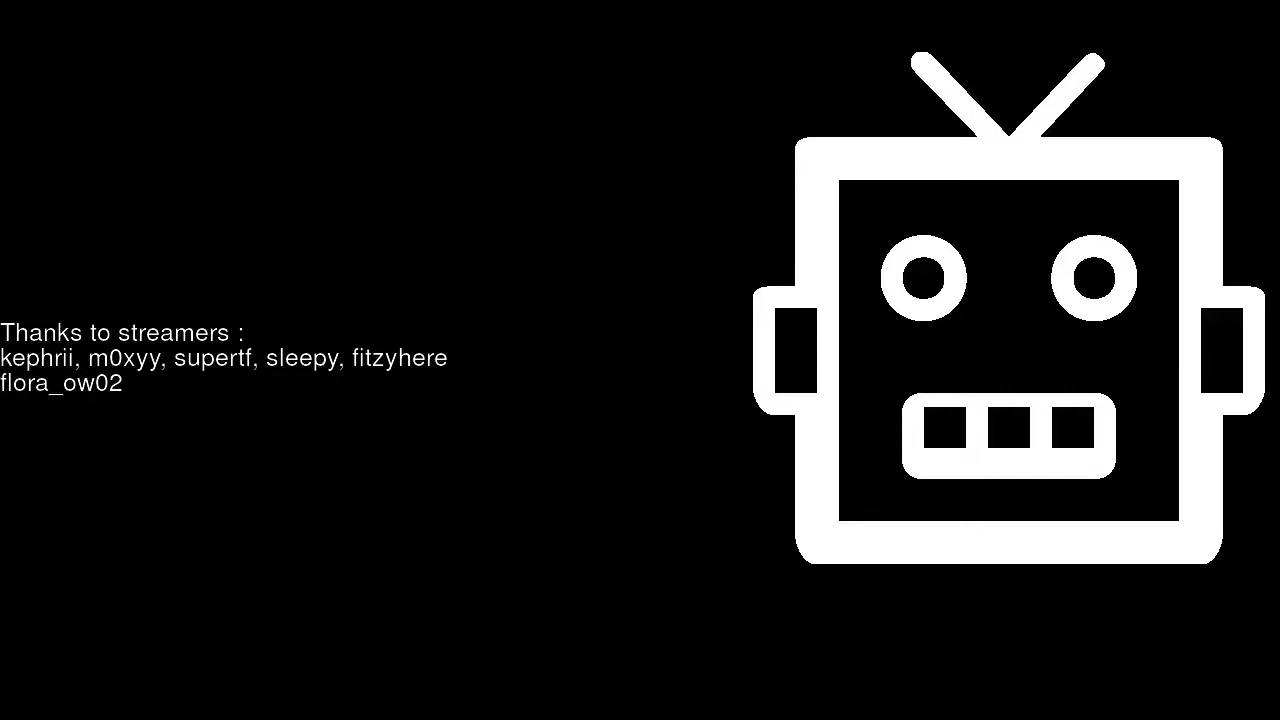 Thanks to streamers :
kephrii, m0xyy, supertf, sleepy, fitzyhere
flora_ow02